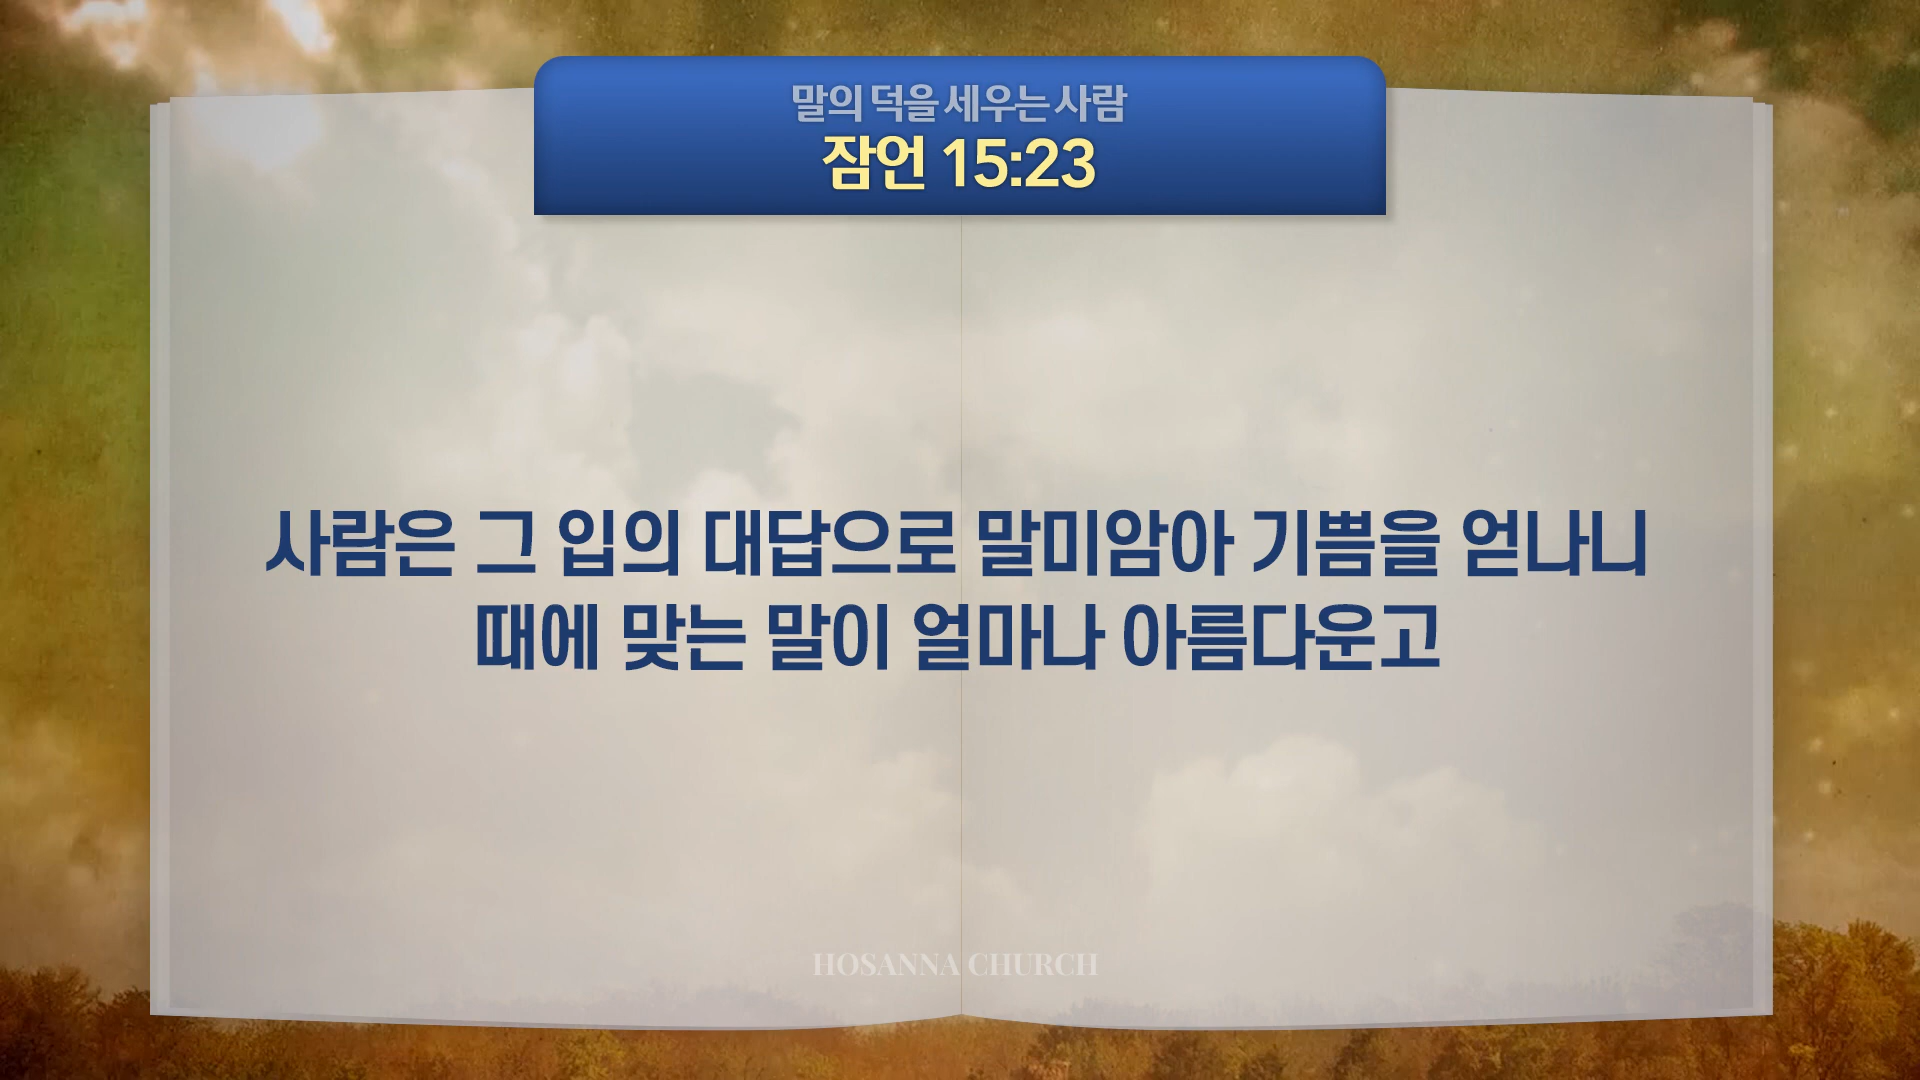 말의 덕을 세우는 사람
잠언 15:23
사람은 그 입의 대답으로 말미암아 기쁨을 얻나니
때에 맞는 말이 얼마나 아름다운고
HOSANNA CHURCH